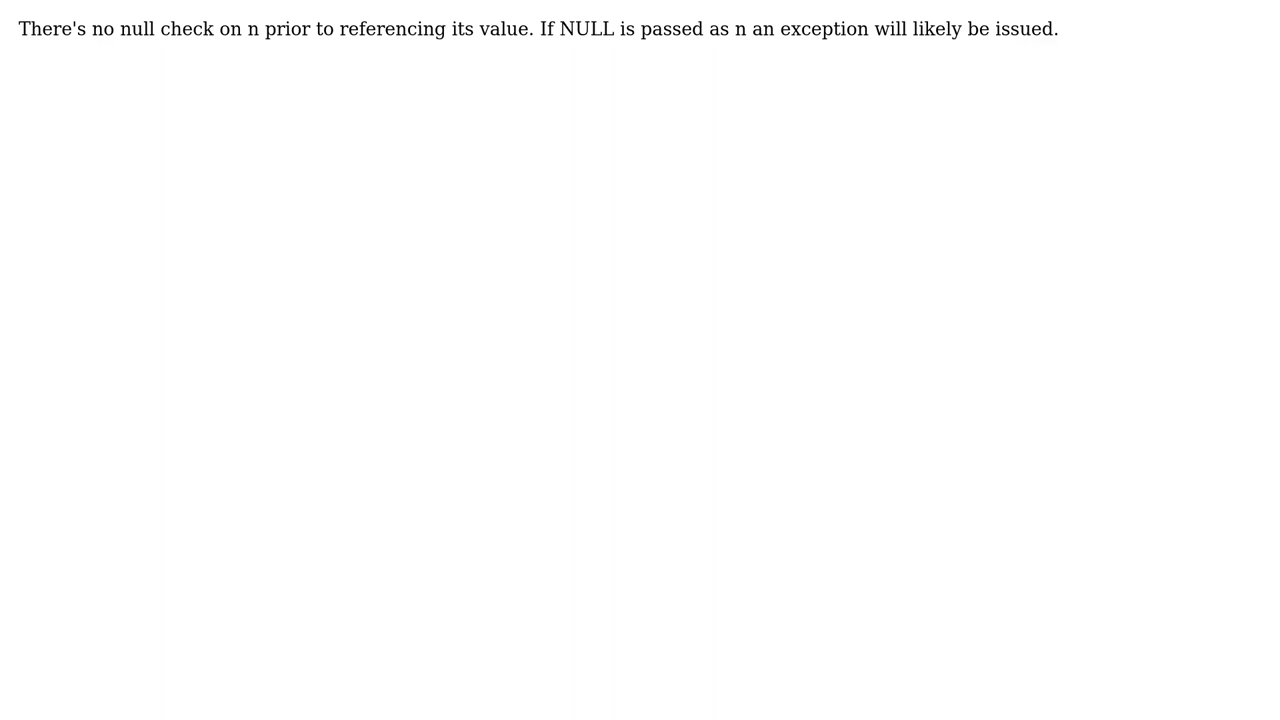 There's no null check on n prior to referencing its value. If NULL is passed as n an exception will likely be issued.